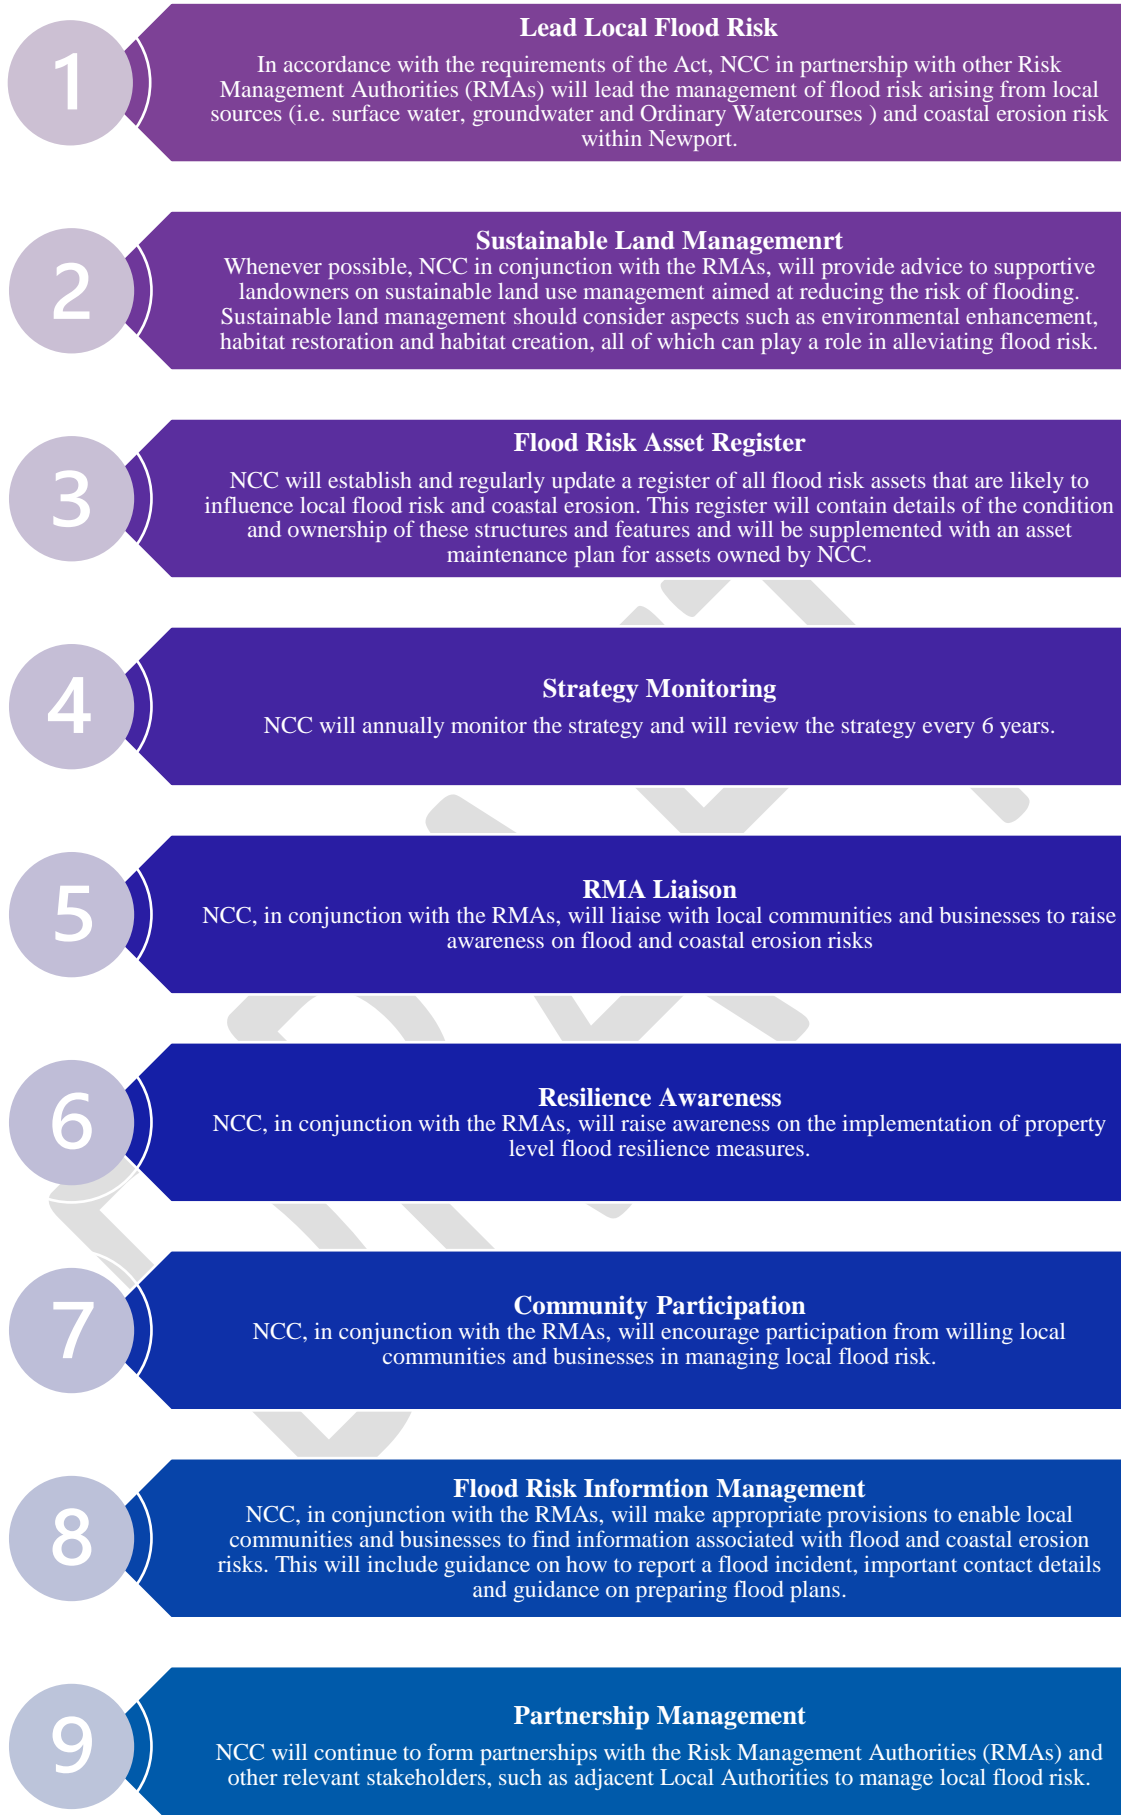 1
Lead Local Flood Risk
In accordance with the requirements of the Act, NCC in partnership with other Risk
Management Authorities (RMAs) will lead the management of flood risk arising from local
sources (i.e. surface water, groundwater and Ordinary Watercourses ) and coastal erosion risk
within Newport.
2
Sustainable Land Managemenrt
Whenever possible, NCC in conjunction with the RMAs, will provide advice to supportive
landowners on sustainable land use management aimed at reducing the risk of flooding.
Sustainable land management should consider aspects such as environmental enhancement,
habitat restoration and habitat creation, all of which can play a role in alleviating flood risk.
3
Flood Risk Asset Register
NCC will establish and regularly update a register of all flood risk assets that are likely to
influence local flood risk and coastal erosion. This register will contain details of the condition
and ownership of these structures and features and will be supplemented with an asset
maintenance plan for assets owned by NCC.
4
Strategy Monitoring
NCC will annually monitor the strategy and will review the strategy every 6 years.
5
RMA Liaison
NCC, in conjunction with the RMAs, will liaise with local communities and businesses to raise
awareness on flood and coastal erosion risks
6
Resilience Awareness
NCC, in conjunction with the RMAs, will raise awareness on the implementation of property
level flood resilience measures.
7
Community Participation
NCC, in conjunction with the RMAs, will encourage participation from willing local
communities and businesses in managing local flood risk.
8
Flood Risk Informtion Management
NCC, in conjunction with the RMAs, will make appropriate provisions to enable local
communities and businesses to find information associated with flood and coastal erosion
risks. This will include guidance on how to report a flood incident, important contact details
and guidance on preparing flood plans.
9
Partnership Management
NCC will continue to form partnerships with the Risk Management Authorities (RMAs) and
other relevant stakeholders, such as adjacent Local Authorities to manage local flood risk.